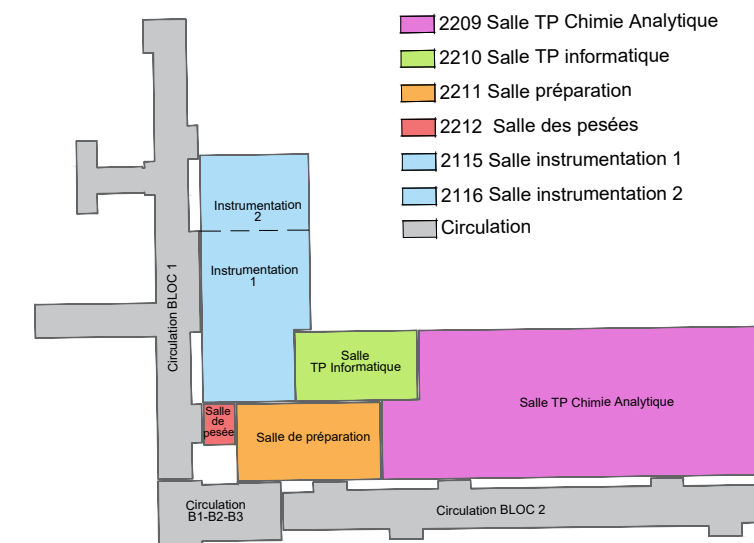 2209 Salle TP Chimie Analytique
2210 Salle TP informatique
2211 Salle préparation
2212 Salle des pesées
2115 Salle instrumentation 1
2116 Salle instrumentation 2
Circulation
Instrumentation
2
Instrumentation
1
Circulation BLOC 1
Salle
TP Informatique
Salle TP Chimie Analytique
Salle
de
pesée
Salle de préparation
Circulation
B1-B2-B3
Circulation BLOC 2